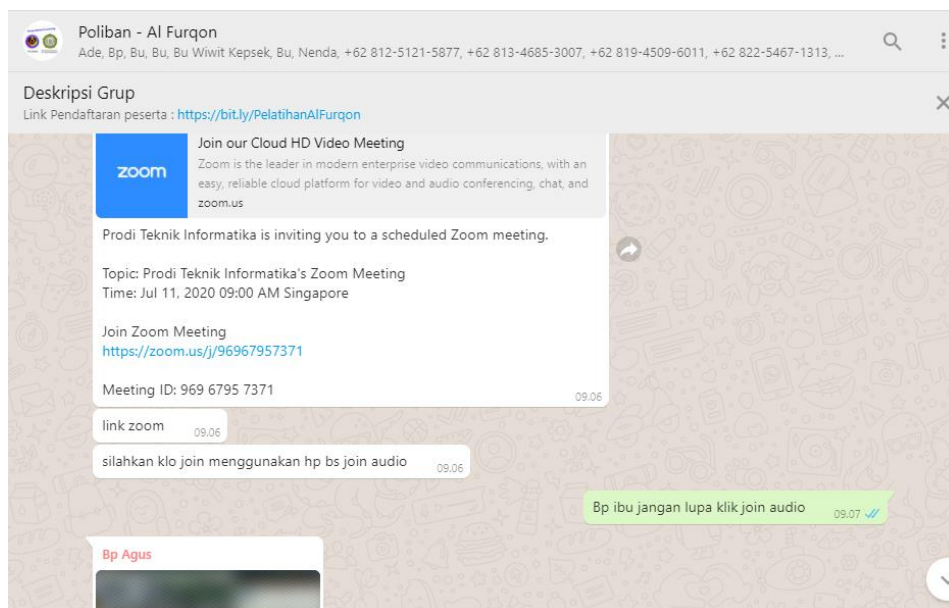 Poliban - Al Furqon
Ade, Bp, Bu, Bu, Bu Wiwit Kepsek, Bu, Nenda, +62 812-5121-5877, +62 813-4685-3007, +62 819-4509-6011, +62 822-5467-1313, ...
Deskripsi Grup
Link Pendaftaran peserta : https://bit.ly/PelatihanAlFurqon
zoom
Join our Cloud HD Video Meeting
Zoom is the leader in modern enterprise video communications, with an
easy, reliable cloud platform for video and audio conferencing, chat, and
zoom.us
Prodi Teknik Informatika is inviting you to a scheduled Zoom meeting.
Topic: Prodi Teknik Informatika's Zoom Meeting
Time: Jul 11, 2020 09:00 AM Singapore
Join Zoom Meeting
https://zoom.us/j/96967957371
Meeting ID: 969 6795 7371
09.06
link zoom 09.06
silahkan klo join menggunakan hp bs join audio 09.06
Bp ibu jangan lupa klik join audio 09.07
Bp Agus